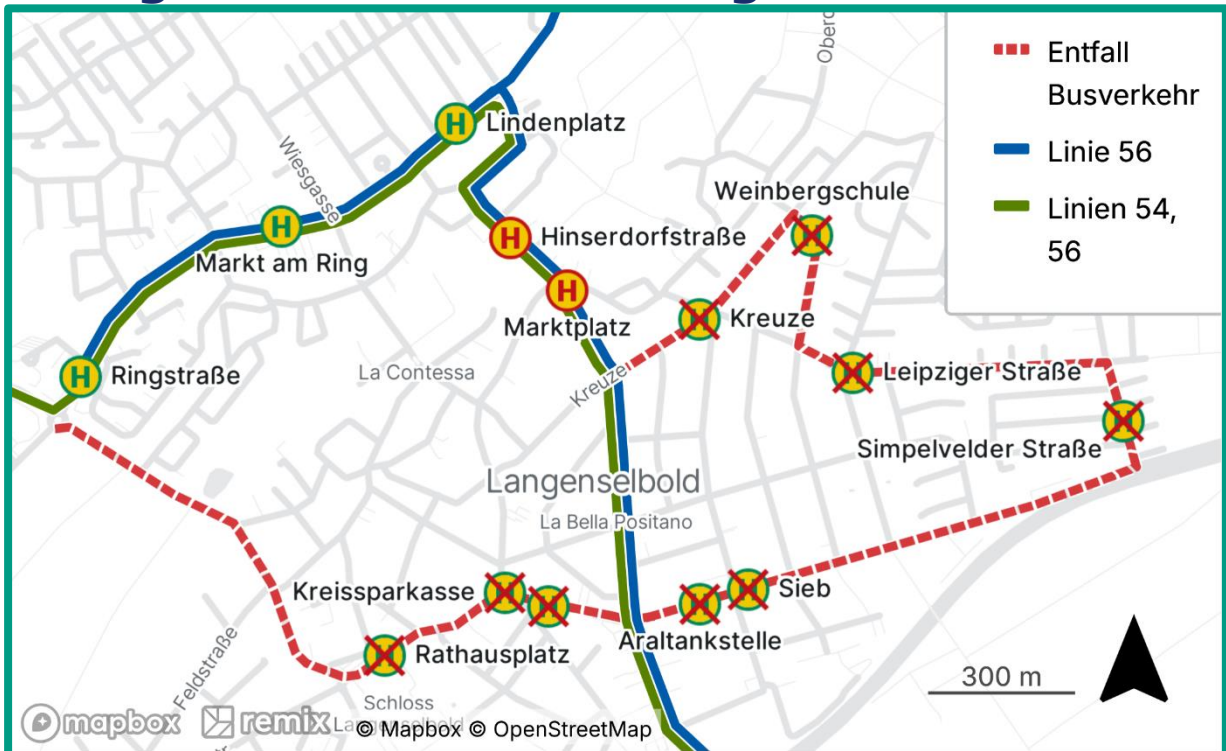 Entfall
Busverkehr
Linie 56
Linien 54,
56
Lindenplatz
Wiesgasse
Weinbergschule
Hinserdorfstraße
Markt am Ring
Marktplatz
Kreuze
Ringstraße
La Contessa
Kreuze
Leipziger Straße
Simpelvelder Straße
Langenselbold
La Bella Positano
Kreissparkasse
Sieb
Araltankstelle
Rathausplatz
Feldstraße
300 m
Schloss
Langenselbold
mapbox
remix
© Mapbox © OpenStreetMap